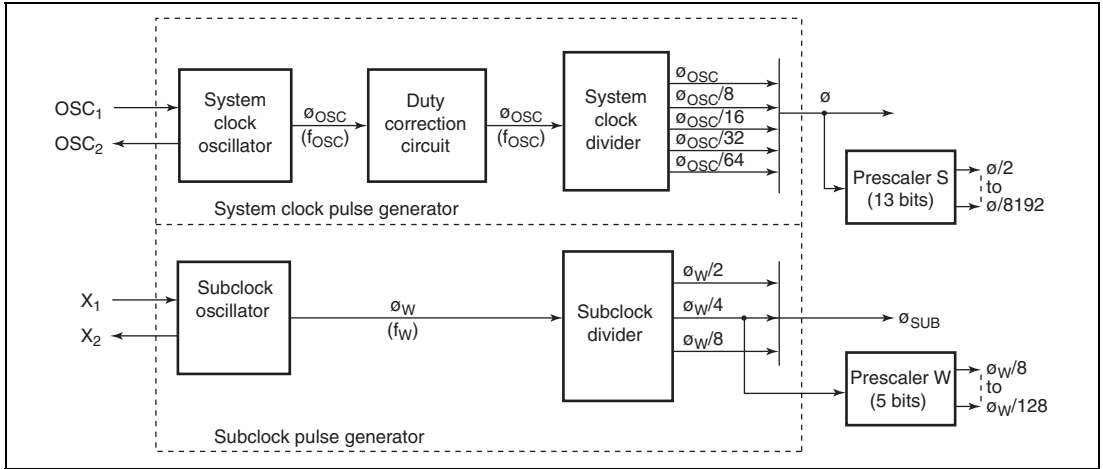 OSC1
OSC2
System
clock
oscillator
øOSC
(fOSC)
Duty
correction
circuit
øOSC
(fOSC)
System
clock
divider
øOSC
øOSC/8
øOSC/16
øOSC/32
øOSC/64
ø
Prescaler S
(13 bits)
ø/2
to
ø/8192
System clock pulse generator
X1
X2
Subclock
oscillator
øW
(fW)
Subclock
divider
øW/2
øW/4
øW/8
øSUB
Prescaler W
(5 bits)
øW/8
to
øW/128
Subclock pulse generator